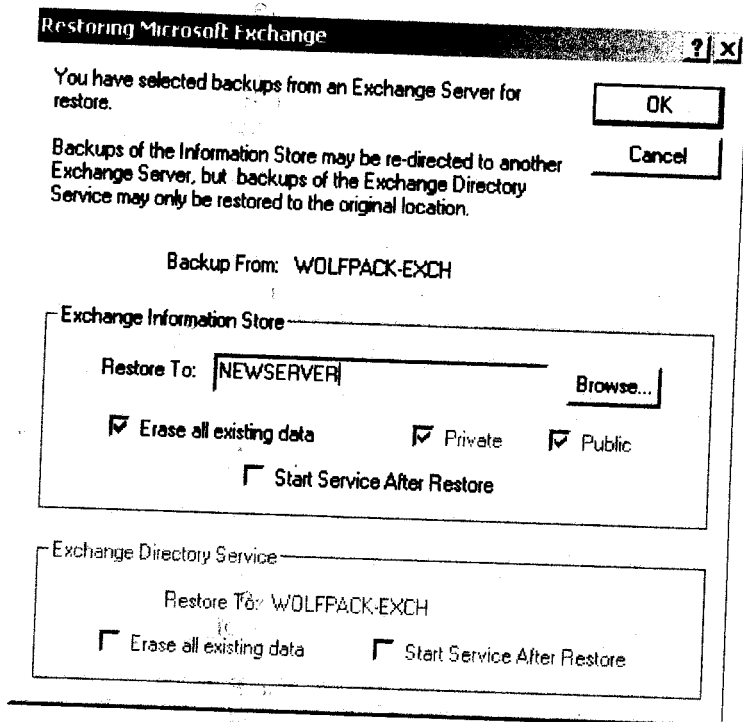 Restoring Microsoft Exchange
? x
You have selected backups from an Exchange Server for
restore.
OK
Backups of the Information Store may be re-directed to another
Exchange Server, but backups of the Exchange Directory
Service may only be restored to the original location.
Cancel
Backup From: WOLFPACK-EXCH
Exchange Information Store
Restore To: NEWSERVER
Browse...
Erase all existing data
Private
Public
Start Service After Restore
Exchange Directory Service
Restore To: WOLFPACK-EXCH
Erase all existing data
Start Service After Restore